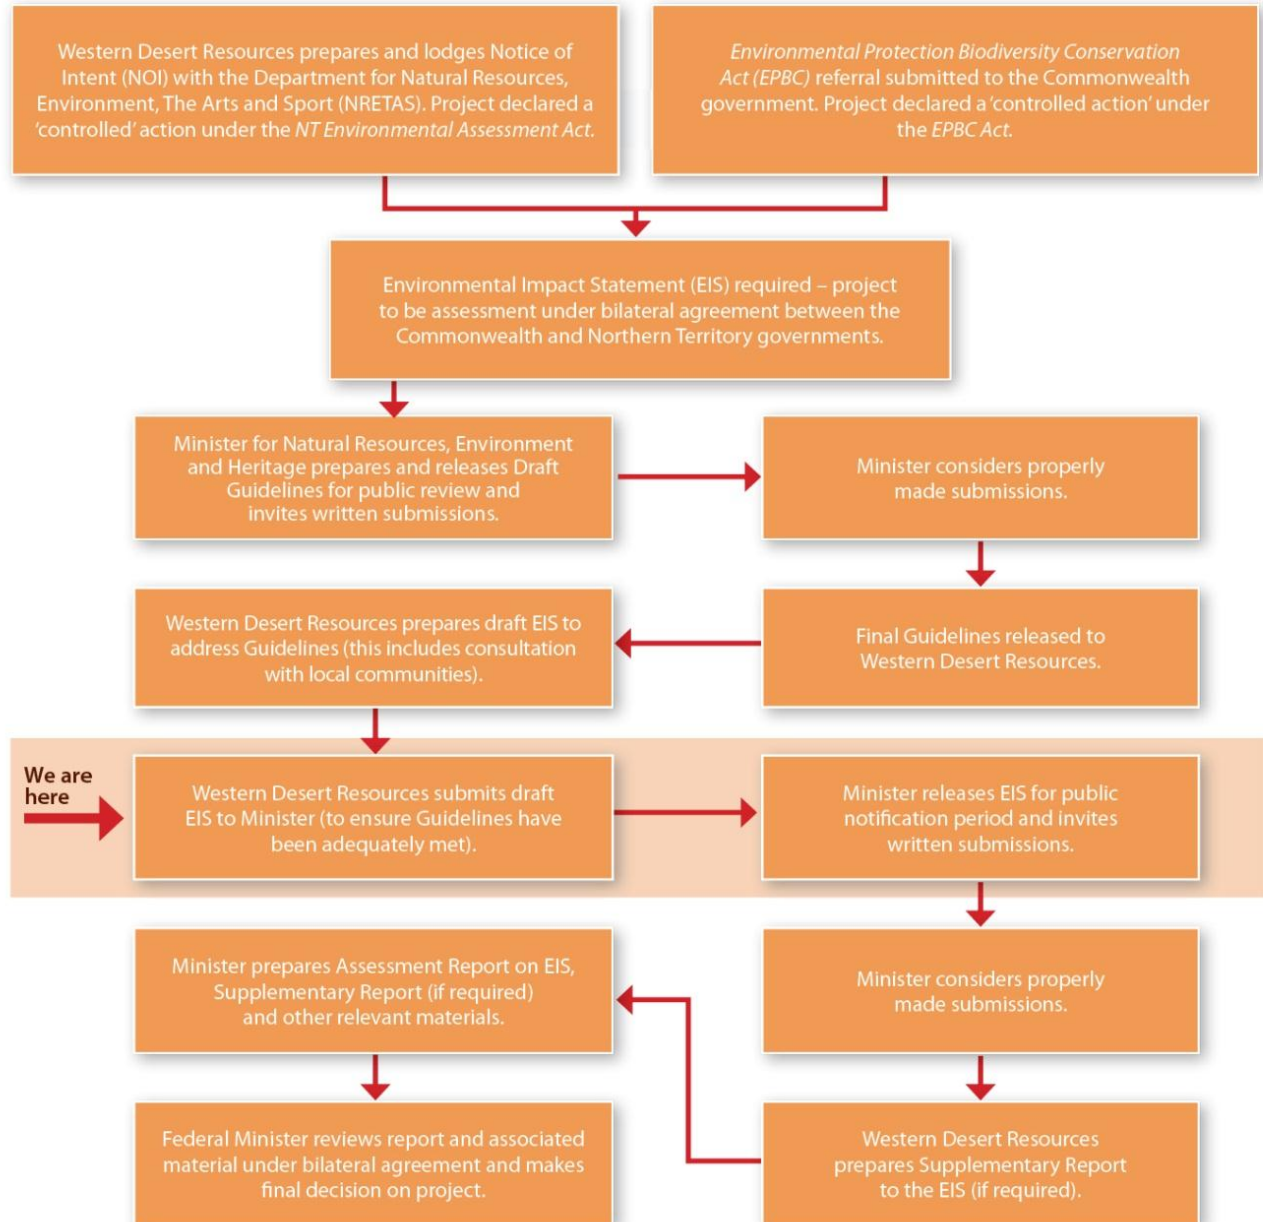 Western Desert Resources prepares and lodges Notice of
Intent (NOI) with the Department for Natural Resources,
Environment, The Arts and Sport (NRETAS). Project declared a
‘controlled’ action under the NT Environmental Assessment Act.
Environmental Protection Biodiversity Conservation
Act (EPBC) referral submitted to the Commonwealth
government. Project declared a ‘controlled action’ under
the EPBC Act.
Environmental Impact Statement (EIS) required – project
to be assessment under bilateral agreement between the
Commonwealth and Northern Territory governments.
Minister for Natural Resources, Environment
and Heritage prepares and releases Draft
Guidelines for public review and
invites written submissions.
Minister considers properly
made submissions.
Final Guidelines released to
Western Desert Resources.
Western Desert Resources prepares draft EIS to
address Guidelines (this includes consultation
with local communities).
We are
here
Western Desert Resources submits draft
EIS to Minister (to ensure Guidelines have
been adequately met).
Minister releases EIS for public
notification period and invites
written submissions.
Minister considers properly
made submissions.
Western Desert Resources
prepares Supplementary Report
to the EIS (if required).
Minister prepares Assessment Report on EIS,
Supplementary Report (if required)
and other relevant materials.
Federal Minister reviews report and associated
material under bilateral agreement and makes
final decision on project.